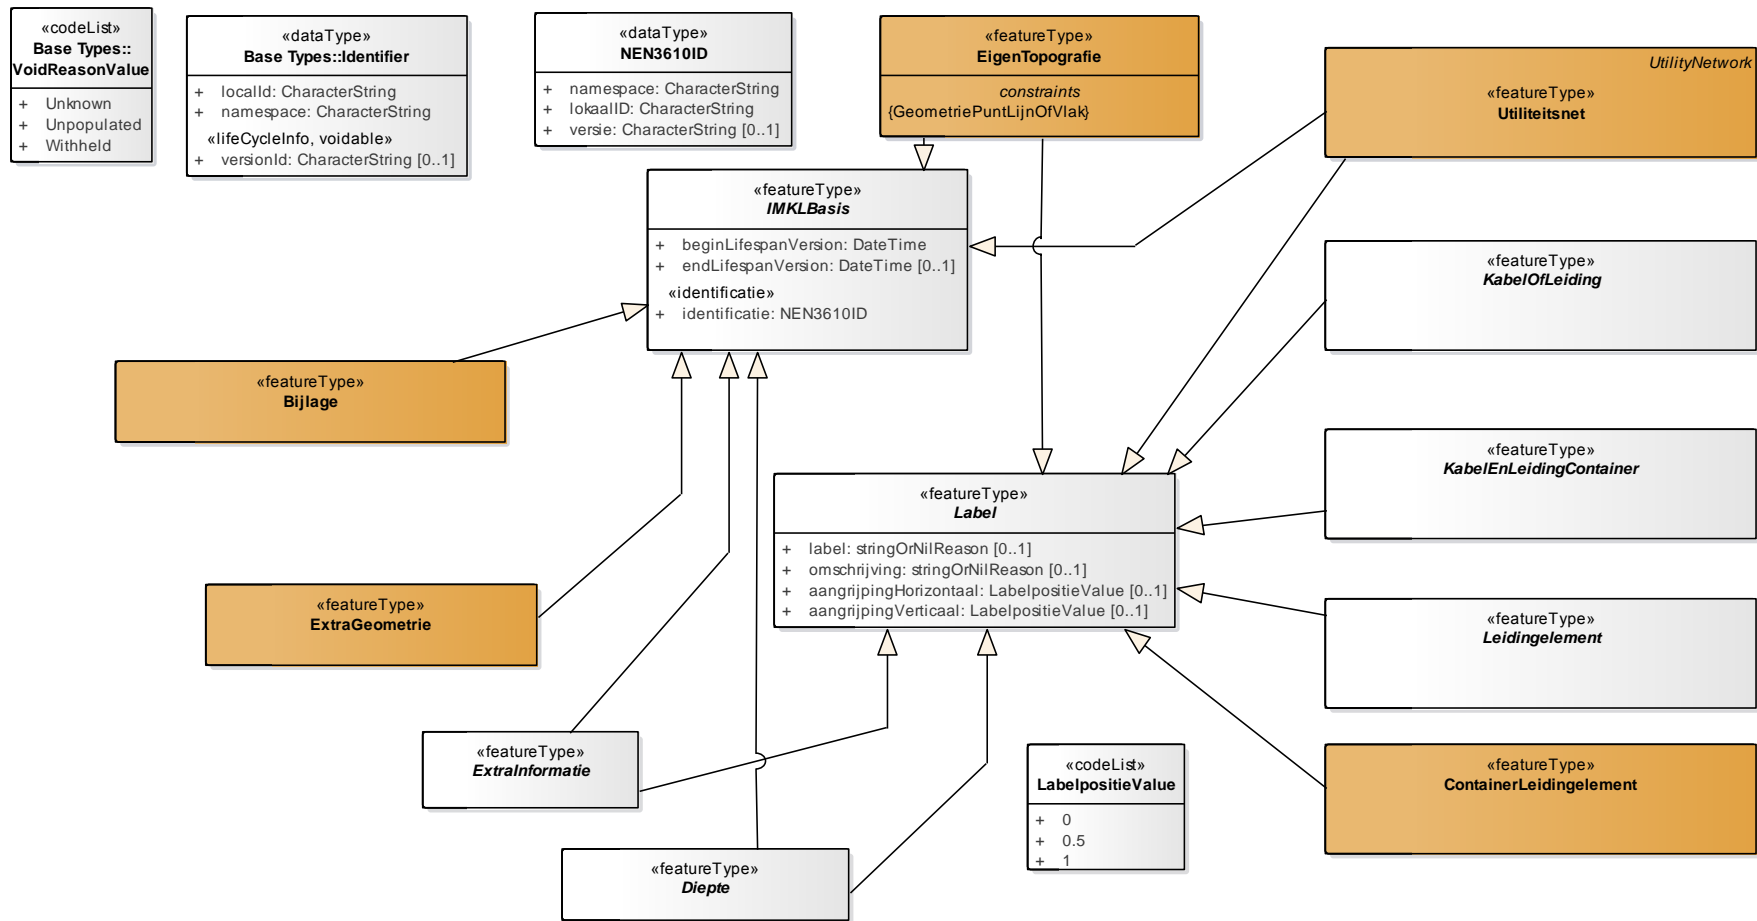 «codeList»
Base Types::
VoidReasonValue
+ Unknown
+ Unpopulated
+ Withheld
«dataType»
Base Types::Identifier
+ localId: CharacterString
+ namespace: CharacterString
«lifeCycleInfo, voidable»
+ versionId: CharacterString [0..1]
«dataType»
NEN3610ID
+ namespace: CharacterString
+ lokaalID: CharacterString
+ versie: CharacterString [0..1]
«featureType»
EigenTopografie
constraints
{GeometriePuntLijnOfVlak}
UtilityNetwork
«featureType»
Utiliteitsnet
«featureType»
IMKLBasis
+ beginLifespanVersion: DateTime
+ endLifespanVersion: DateTime [0..1]
«identificatie»
+ identificatie: NEN3610ID
«featureType»
KabelOfLeiding
«featureType»
Bijlage
«featureType»
KabelEnLeidingContainer
«featureType»
Label
+ label: stringOrNilReason [0..1]
+ omschrijving: stringOrNilReason [0..1]
+ aangrijpingHorizontaal: LabelpositieValue [0..1]
+ aangrijpingVerticaal: LabelpositieValue [0..1]
«featureType»
ExtraGeometrie
«featureType»
Leidingelement
«featureType»
ExtraInformatie
«codeList»
LabelpositieValue
+ 0
+ 0.5
+ 1
«featureType»
ContainerLeidingelement
«featureType»
Diepte